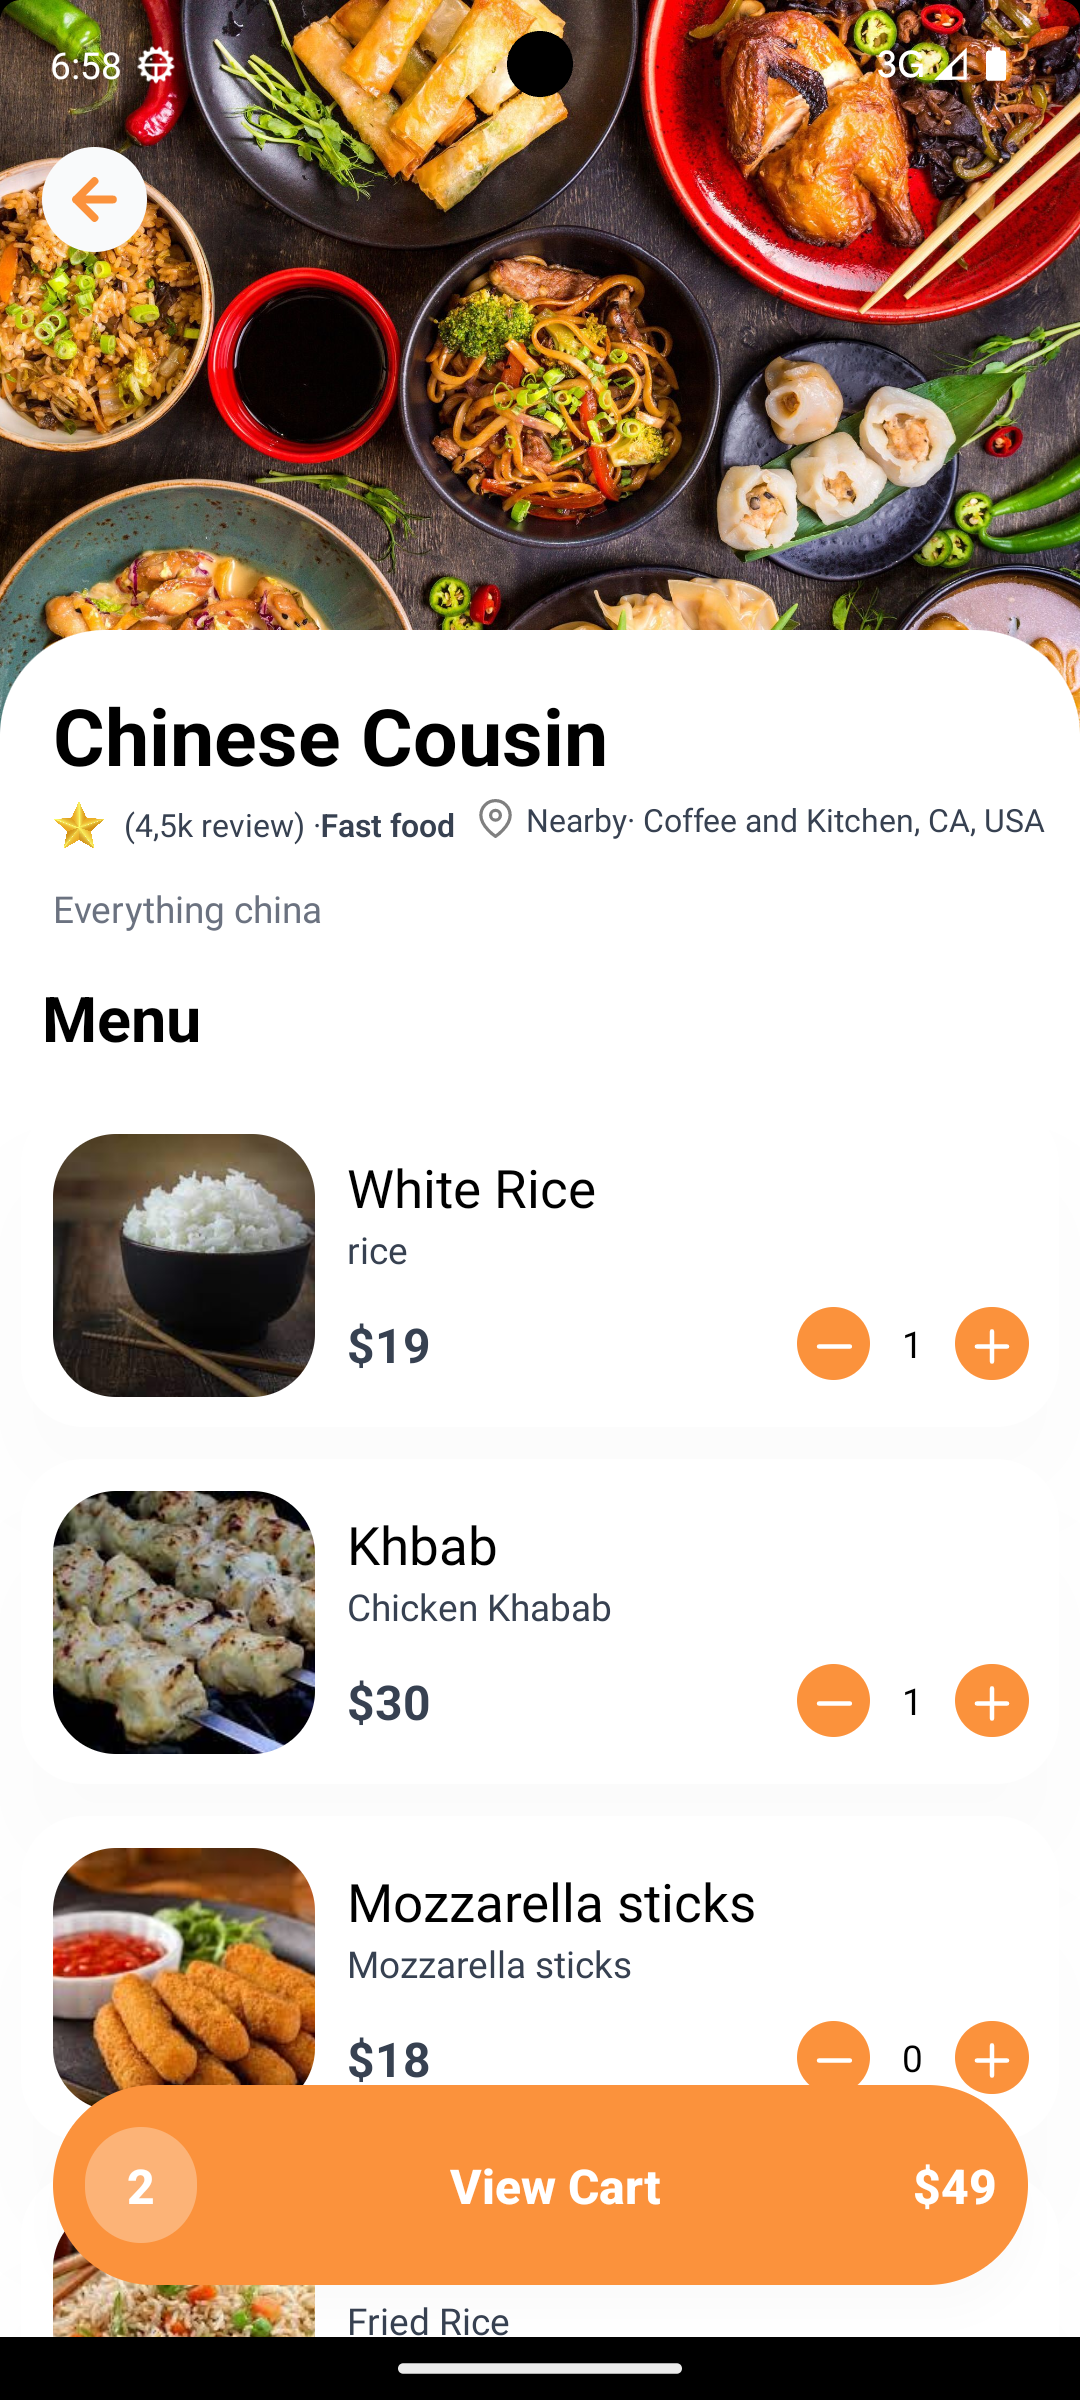 6:58
3G
Chinese Cousin
(4,5k review) ·Fast food
Nearby· Coffee and Kitchen, CA, USA
Everything china
Menu
White Rice
rice
$19
1
Khbab
Chicken Khabab
$30
1
Mozzarella sticks
Mozzarella sticks
$18
0
2
View Cart
$49
Fried Rice